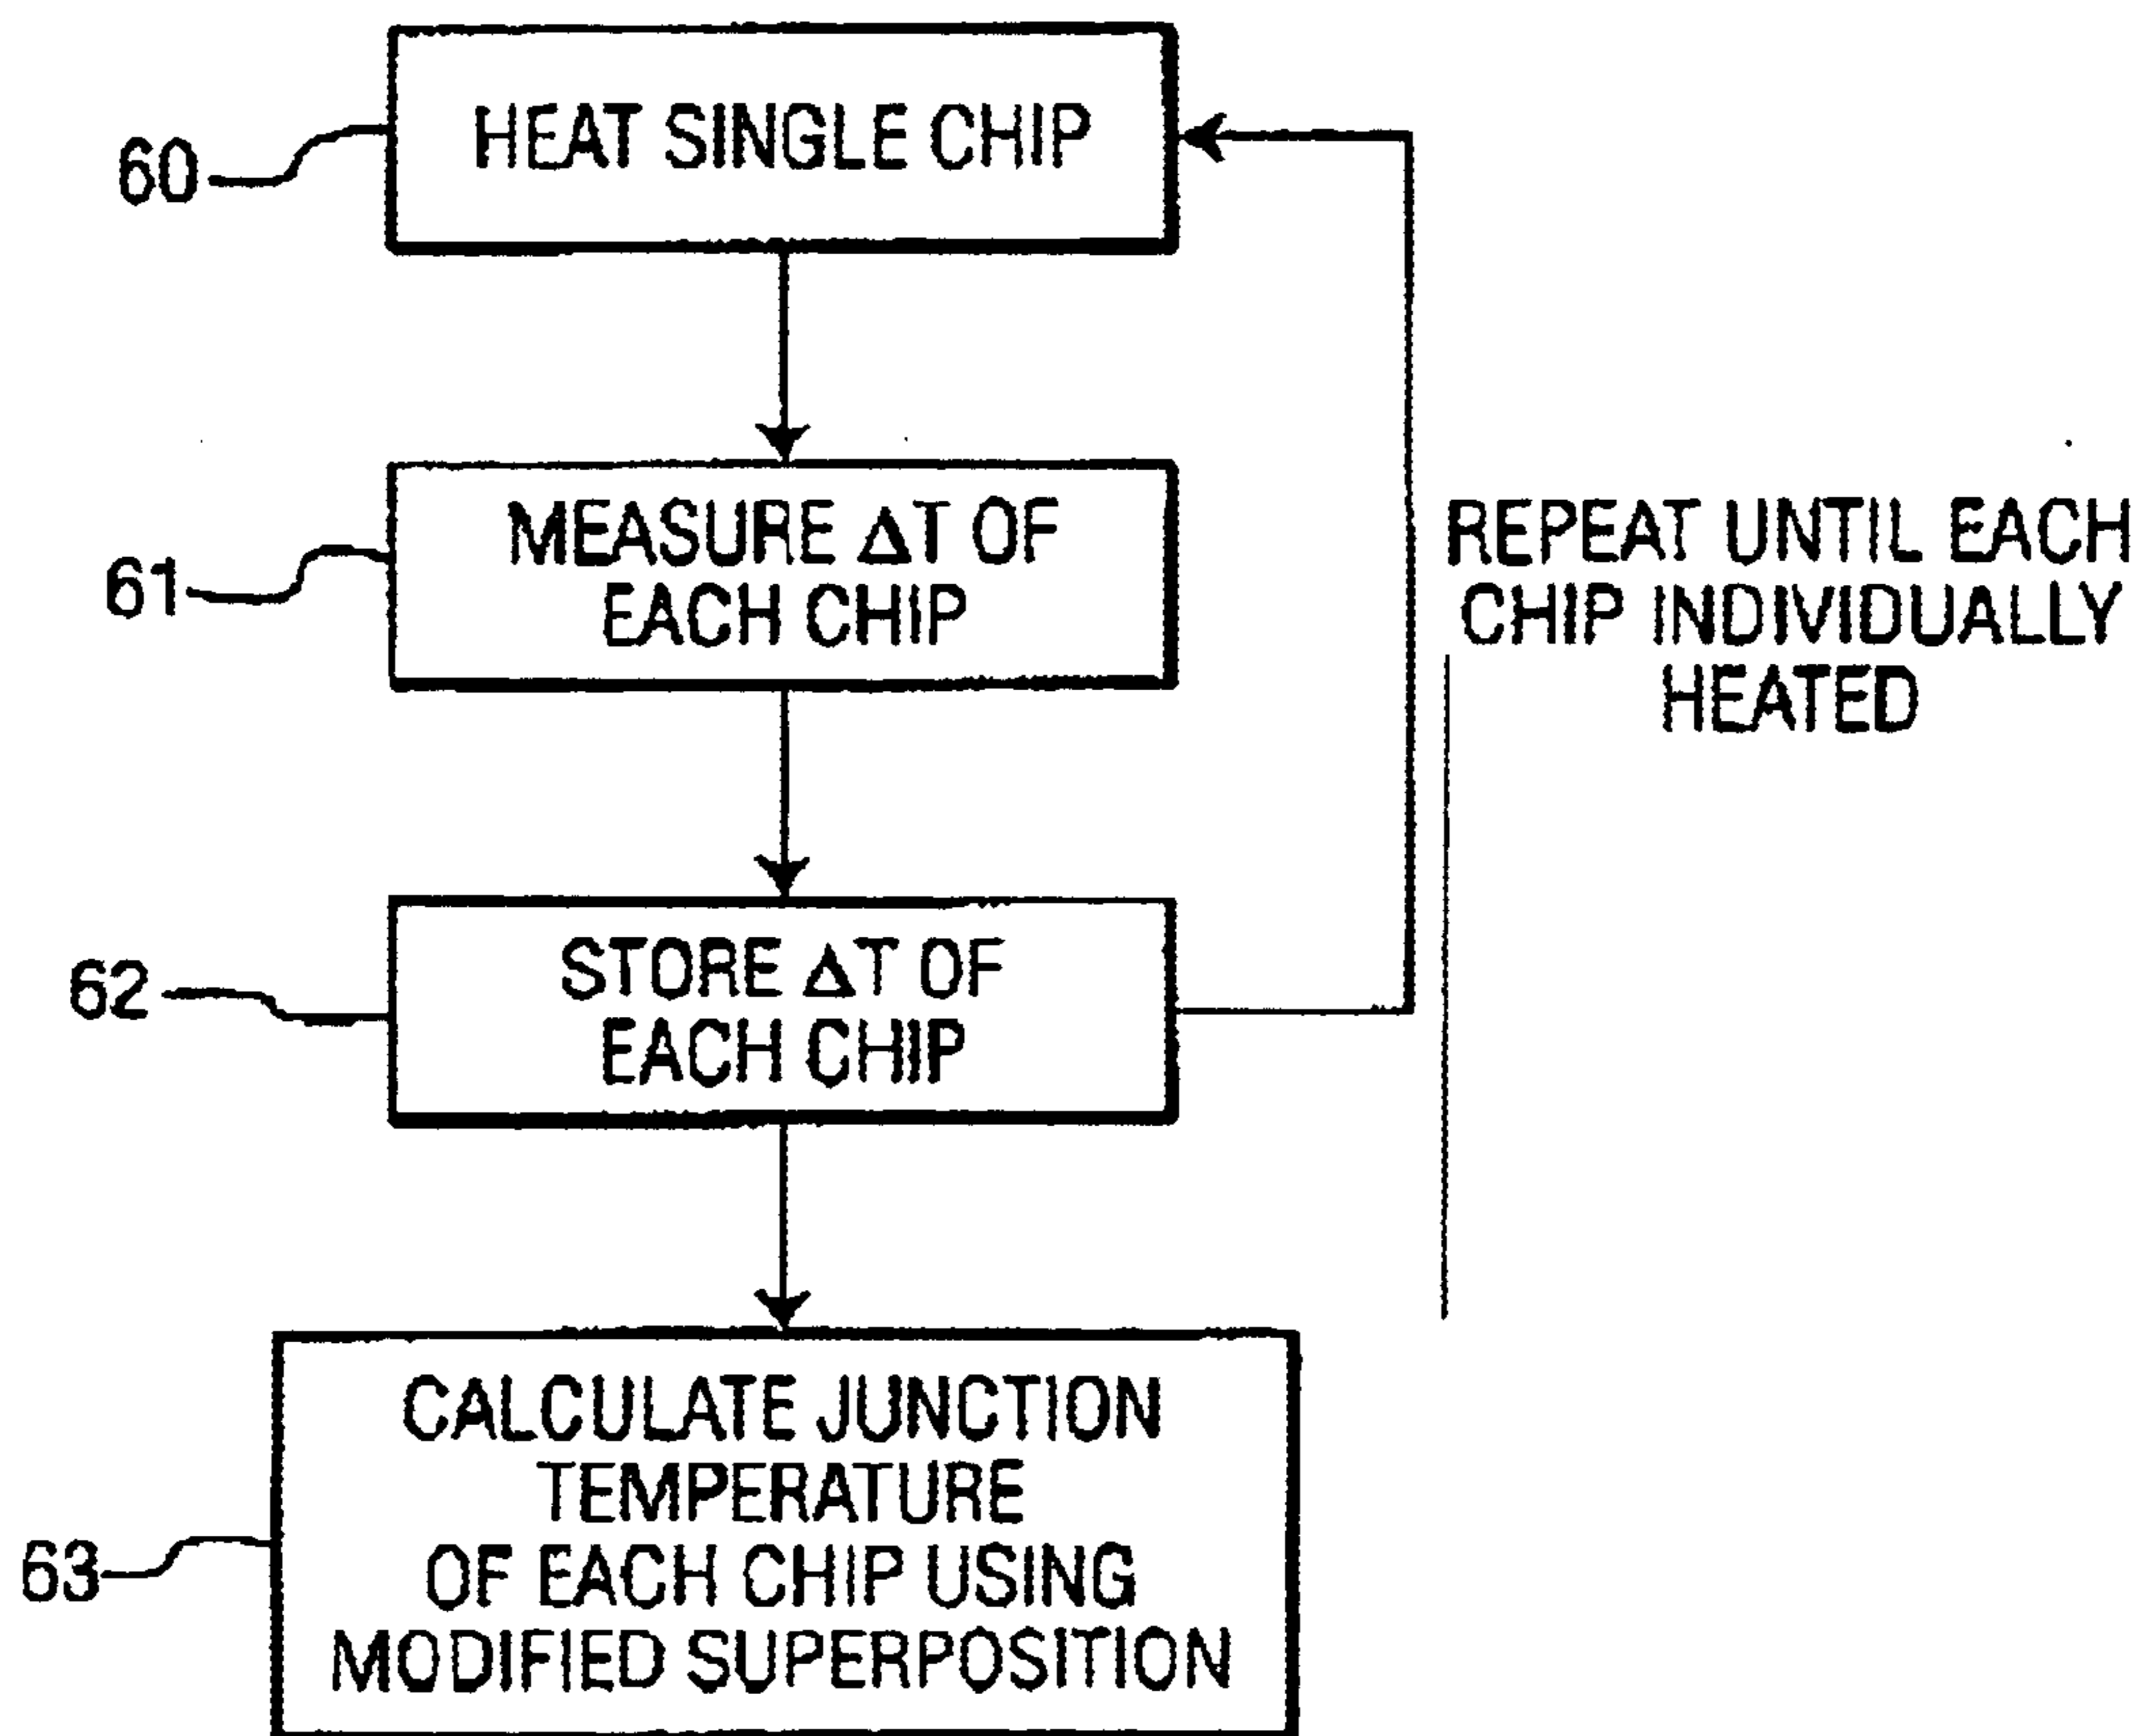 HEAT SINGLE CHIP
60
MEASURE ΔT OF
EACH CHIP
61
REPEAT UNTIL EACH
CHIP INDIVIDUALLY
HEATED
STORE ΔT OF
EACH CHIP
62
CALCULATE JUNCTION
TEMPERATURE
OF EACH CHIP USING
MODIFIED SUPERPOSITION
63